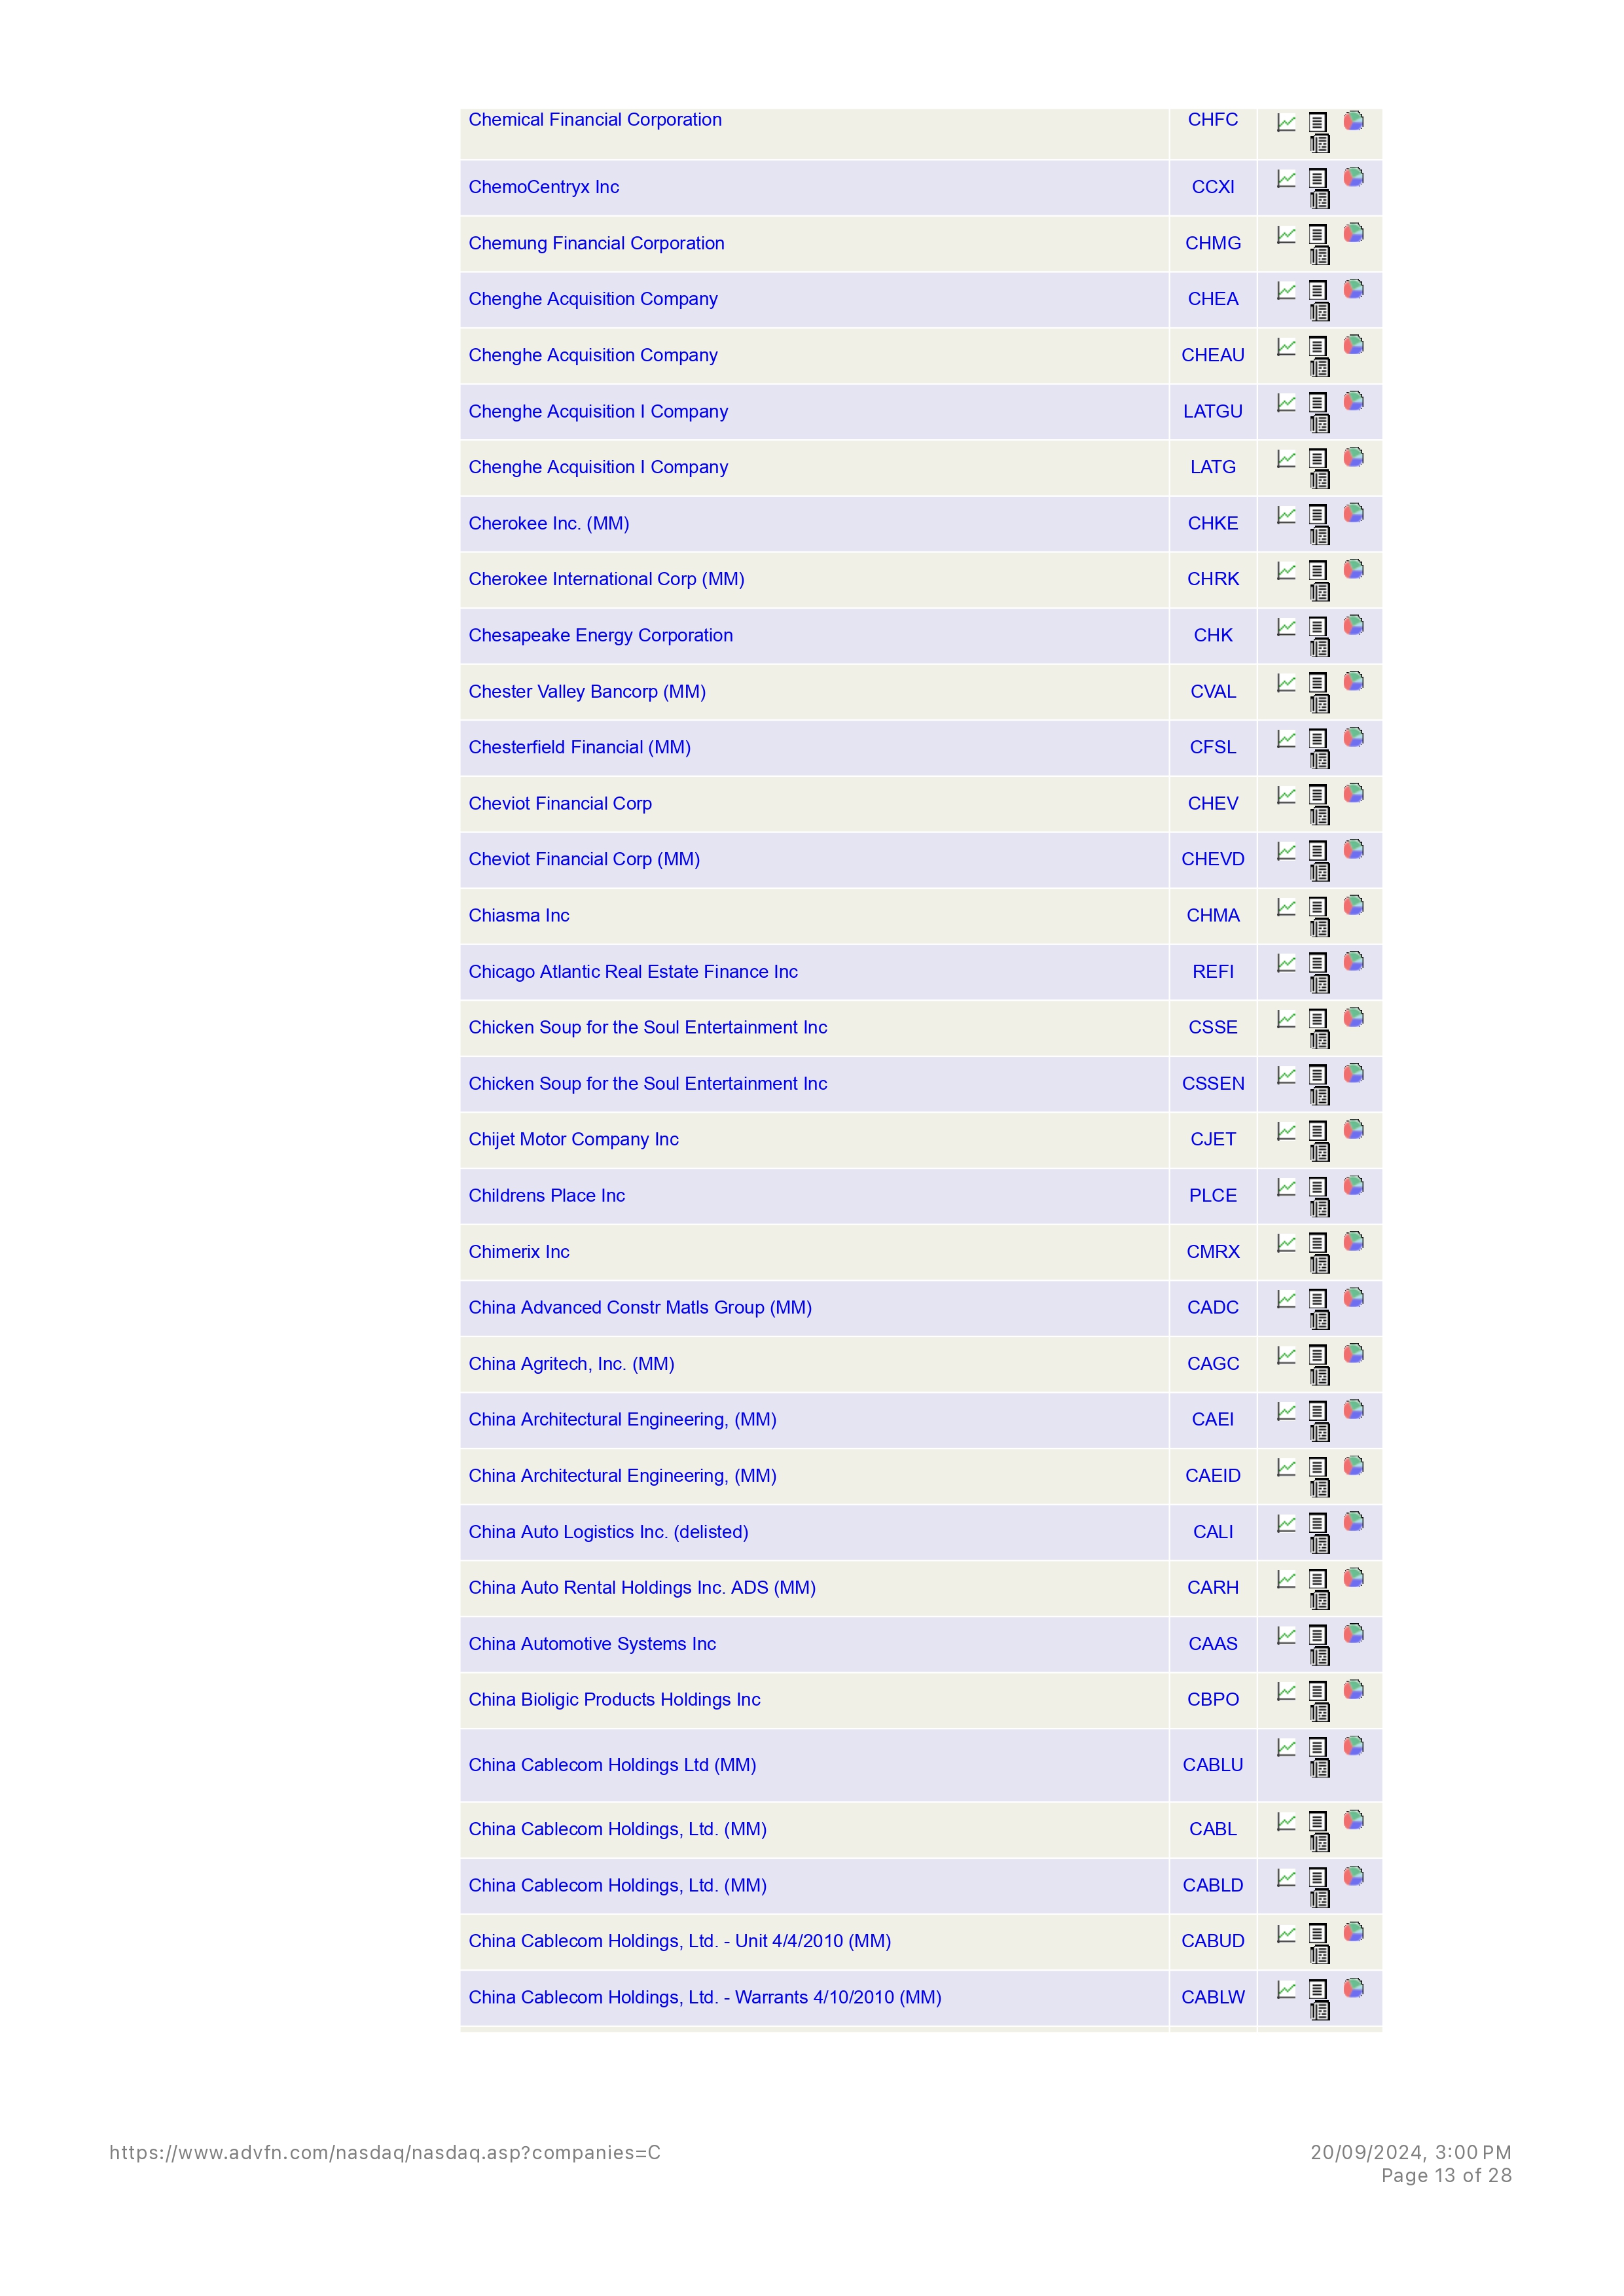 Chemical Financial Corporation CHFC
ChemoCentryx Inc CCXI
Chemung Financial Corporation CHMG
Chenghe Acquisition Company CHEA
Chenghe Acquisition Company CHEAU
Chenghe Acquisition I Company LATGU
Chenghe Acquisition I Company LATG
Cherokee Inc. (MM) CHKE
Cherokee International Corp (MM) CHRK
Chesapeake Energy Corporation CHK
Chester Valley Bancorp (MM) CVAL
Chesterfield Financial (MM) CFSL
Cheviot Financial Corp CHEV
Cheviot Financial Corp (MM) CHEVD
Chiasma Inc CHMA
Chicago Atlantic Real Estate Finance Inc REFI
Chicken Soup for the Soul Entertainment Inc CSSE
Chicken Soup for the Soul Entertainment Inc CSSEN
Chijet Motor Company Inc CJET
Childrens Place Inc PLCE
Chimerix Inc CMRX
China Advanced Constr Matls Group (MM) CADC
China Agritech, Inc. (MM) CAGC
China Architectural Engineering, (MM) CAEI
China Architectural Engineering, (MM) CAEID
China Auto Logistics Inc. (delisted) CALI
China Auto Rental Holdings Inc. ADS (MM) CARH
China Automotive Systems Inc CAAS
China Bioligic Products Holdings Inc CBPO
China Cablecom Holdings Ltd (MM) CABLU
China Cablecom Holdings, Ltd. (MM) CABL
China Cablecom Holdings, Ltd. (MM) CABLD
China Cablecom Holdings, Ltd. - Unit 4/4/2010 (MM) CABUD
China Cablecom Holdings, Ltd. - Warrants 4/10/2010 (MM) CABLW
https://www.advfn.com/nasdaq/nasdaq.asp?companies=C 20/09/2024, 3:00 PM
Page 13 of 28